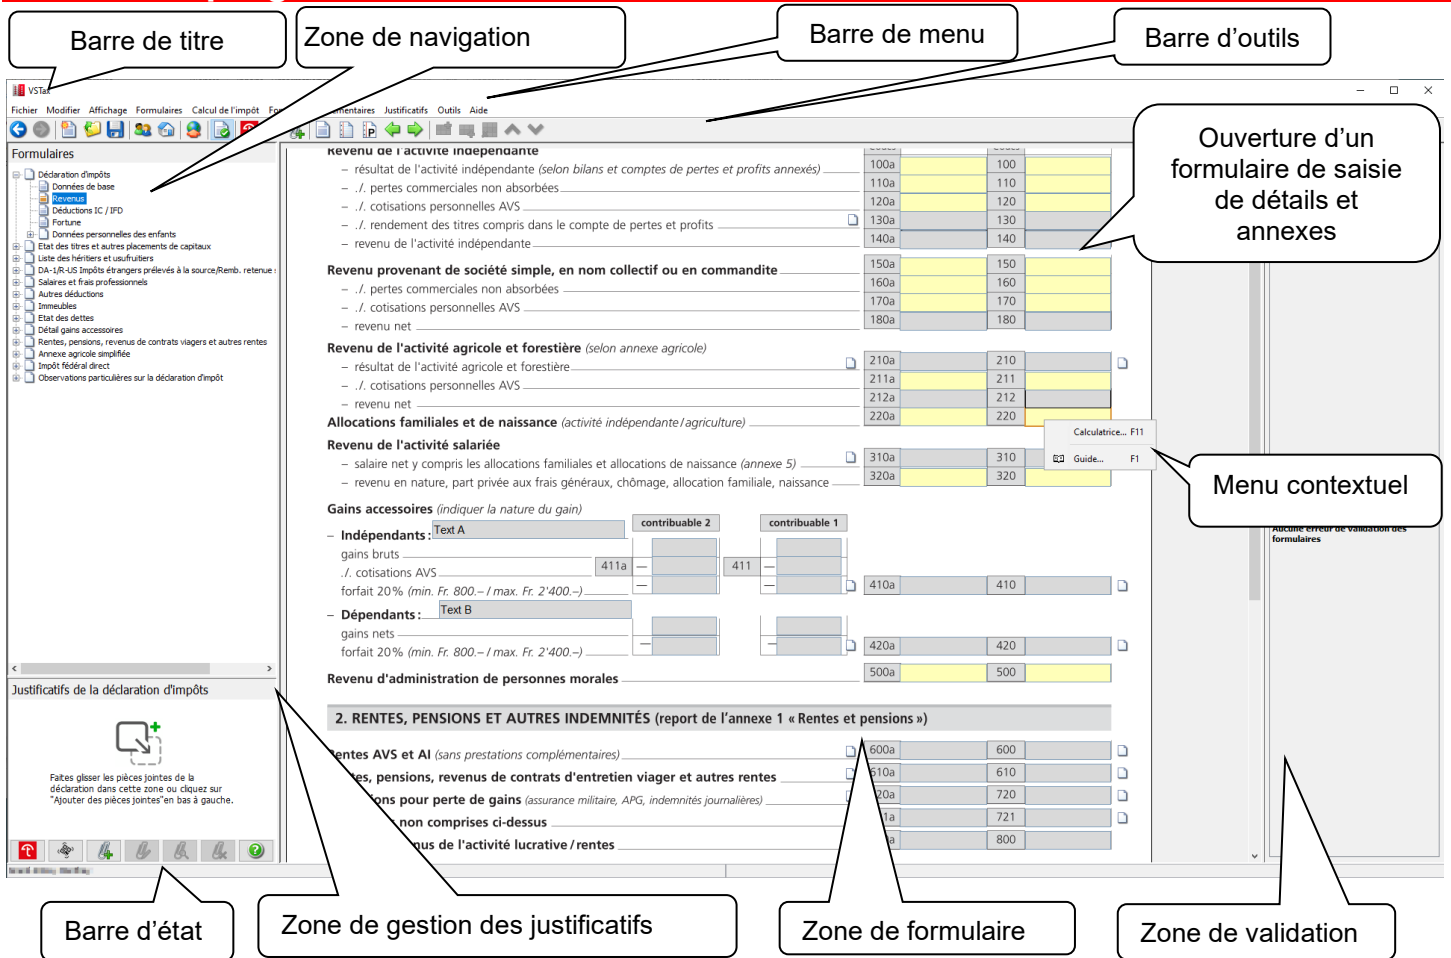 Barre de titre
Zone de navigation
Barre de menu
Barre d'outils
VSTax
Fichier Modifier Affichage Formulaires Calcul de l'impôt Justificatifs Outils Aide
Ouverture d'un
formulaire de saisie
de détails et
annexes
Formulaires
Déclaration d'impôts
Données de base
Revenus
Déductions IC / IFD
Fortune
Données personnelles des enfants
Etat des titres et autres placements de capitaux
Liste des héritiers et usufruitiers
DA-1/R-US Impôts étrangers prélevés à la source/Remb. retenue
Salaires et frais professionnels
Autres déductions
Immeubles
Etat des dettes
Détail gains accessoires
Rentes, pensions, revenus de contrats viagers et autres rentes
Annexe agricole simplifiée
Impôt fédéral direct
Observations particulières sur la déclaration d'impôt
Revenu de l'activité indépendante
– résultat de l'activité indépendante (selon bilans et comptes de pertes et profits annexés) 100a 100
– ./. pertes commerciales non absorbées 110a 110
– ./. cotisations personnelles AVS 120a 120
– ./. rendement des titres compris dans le compte de pertes et profits 130a 130
– revenu de l'activité indépendante 140a 140
Revenu provenant de société simple, en nom collectif ou en commandite 150a 150
– ./. pertes commerciales non absorbées 160a 160
– ./. cotisations personnelles AVS 170a 170
– revenu net 180a 180
Revenu de l'activité agricole et forestière (selon annexe agricole)
– résultat de l'activité agricole et forestière 210a 210
– ./. cotisations personnelles AVS 211a 211
– revenu net 212a 212
Allocations familiales et de naissance (activité indépendante/agriculture) 220a 220
Calculatrice... F11
Guide... F1
Menu contextuel
Revenu de l'activité salariée
– salaire net y compris les allocations familiales et allocations de naissance (annexe 5) 310a 310
– revenu en nature, part privée aux frais généraux, chômage, allocation familiale, naissance 320a 320
Gains accessoires (indiquer la nature du gain)
contribuable 2 contribuable 1
– Indépendants: Text A
gains bruts
./. cotisations AVS 411a — 411 —
forfait 20% (min. Fr. 800.– / max. Fr. 2'400.–) — — 410a 410
– Dépendants: Text B
gains nets
forfait 20% (min. Fr. 800.– / max. Fr. 2'400.–) — — 420a 420
Revenu d'administration de personnes morales 500a 500
Aucune erreur de validation des
formulaires
2. RENTES, PENSIONS ET AUTRES INDEMNITÉS (report de l'annexe 1 « Rentes et pensions »)
Rentes AVS et AI (sans prestations complémentaires) 600a 600
pensions, revenus de contrats d'entretien viager et autres rentes 610a 610
pour perte de gains (assurance militaire, APG, indemnités journalières) 720
non comprises ci-dessus 721
de l'activité lucrative/rentes 800
Justificatifs de la déclaration d'impôts
Faites glisser les pièces jointes de la
déclaration dans cette zone ou cliquez sur
"Ajouter des pièces jointes"en bas à gauche.
Barre d'état
Zone de gestion des justificatifs
Zone de formulaire
Zone de validation